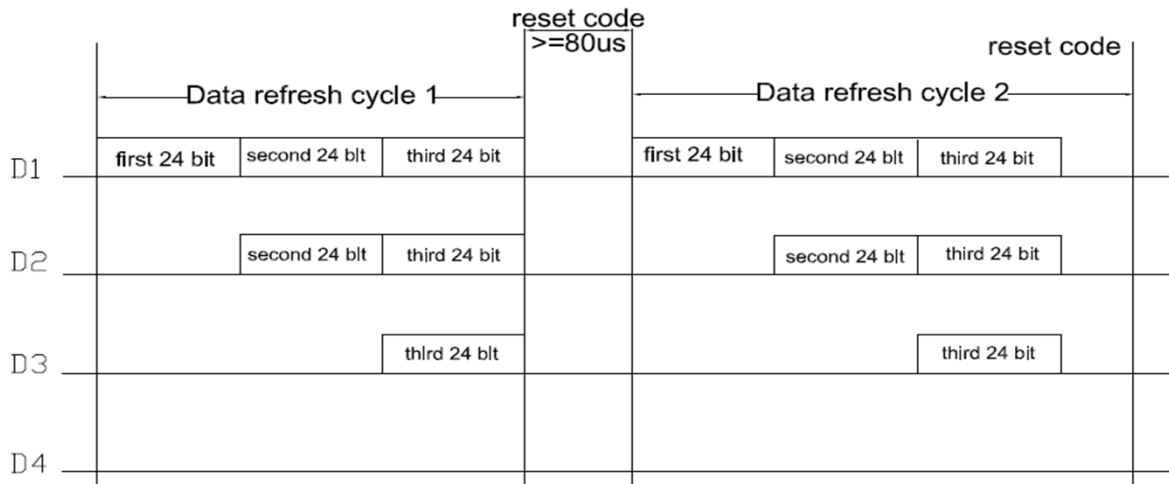 reset code
>=80us
reset code
Data refresh cycle 1
Data refresh cycle 2
D1 first 24 bit second 24 blt third 24 bit first 24 bit second 24 blt third 24 bit
D2 second 24 blt third 24 bit second 24 blt third 24 bit
D3 thlrd 24 blt third 24 bit
D4